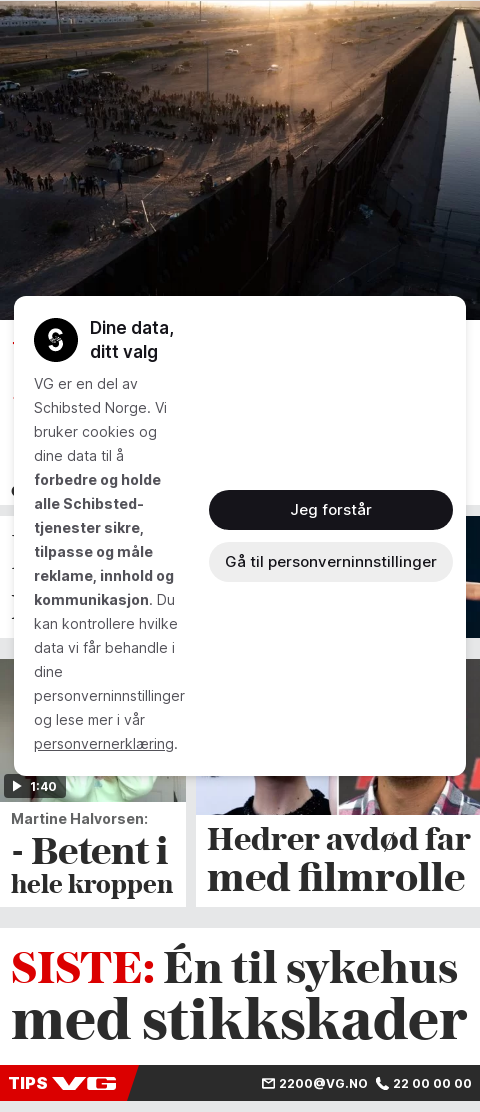 Dine data,
ditt valg
VG er en del av
Schibsted Norge. Vi
bruker cookies og
dine data til å
forbedre og holde
alle Schibsted-
tjenester sikre,
tilpasse og måle
reklame, innhold og
kommunikasjon. Du
kan kontrollere hvilke
data vi får behandle i
dine
personverninnstillinger
og lese mer i vår
personvernerklæring.
Jeg forstår
Gå til personverninnstillinger
1:40
Martine Halvorsen:
- Betent i
hele kroppen
Hedrer avdød far
med filmrolle
SISTE: Én til sykehus
med stikkskader
TIPS VG 2200@VG.NO 22 00 00 00